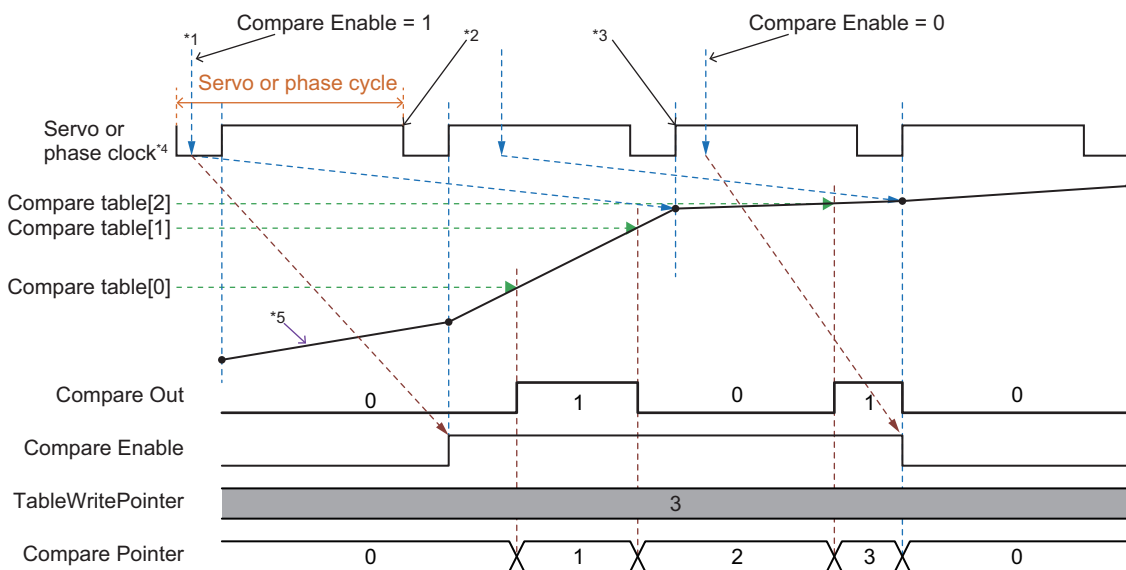 Compare Enable = 1
Compare Enable = 0
*1
*2
*3
Servo or phase cycle
Servo or
phase clock*4
Compare table[2]
Compare table[1]
Compare table[0]
*5
Compare Out
0
1
0
1
0
Compare Enable
TableWritePointer
3
Compare Pointer
0
1
2
3
0